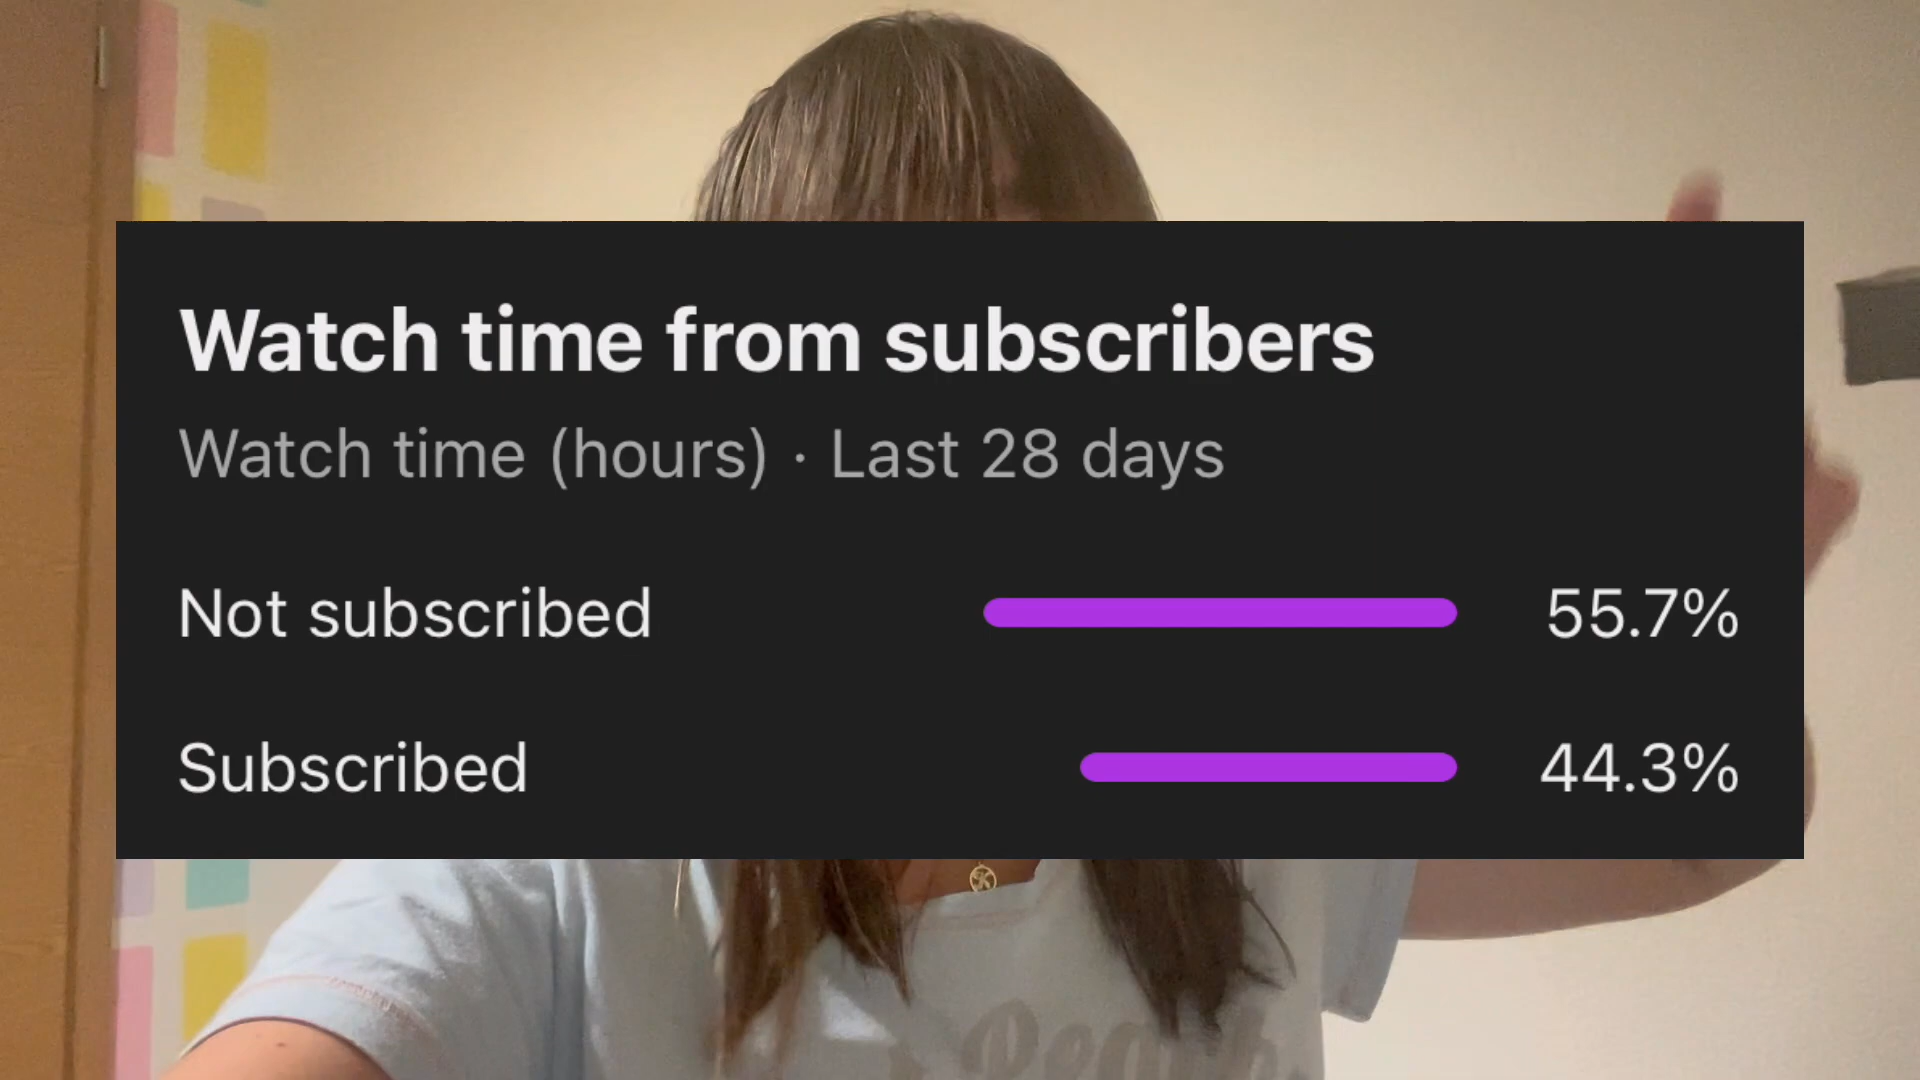 Watch time from subscribers
Watch time (hours) · Last 28 days
Not subscribed 55.7%
Subscribed 44.3%